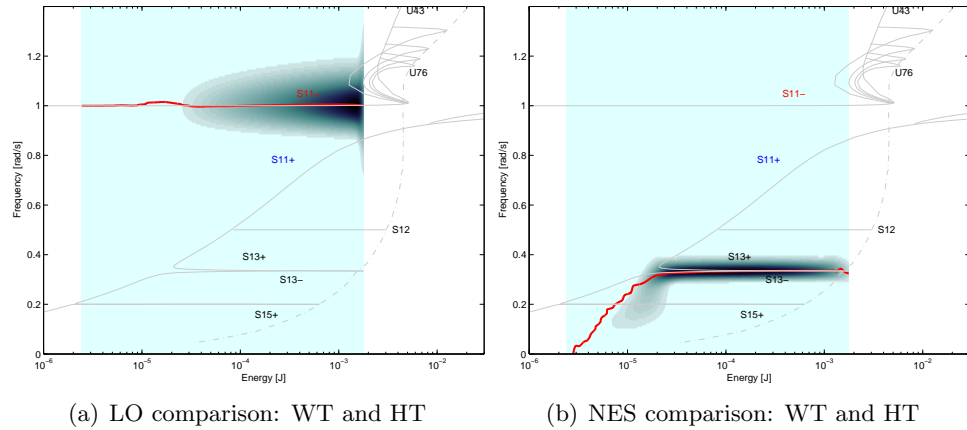 U43
U76
S11−
S11+
S12
S13+
S13−
S15+
Frequency [rad/s]
0
0.2
0.4
0.6
0.8
1
1.2
10−6
10−5
10−4
10−3
10−2
Energy [J]
(a) LO comparison: WT and HT
U43
U76
S11−
S11+
S12
S13+
S13−
S15+
Frequency [rad/s]
0
0.2
0.4
0.6
0.8
1
1.2
10−6
10−5
10−4
10−3
10−2
Energy [J]
(b) NES comparison: WT and HT